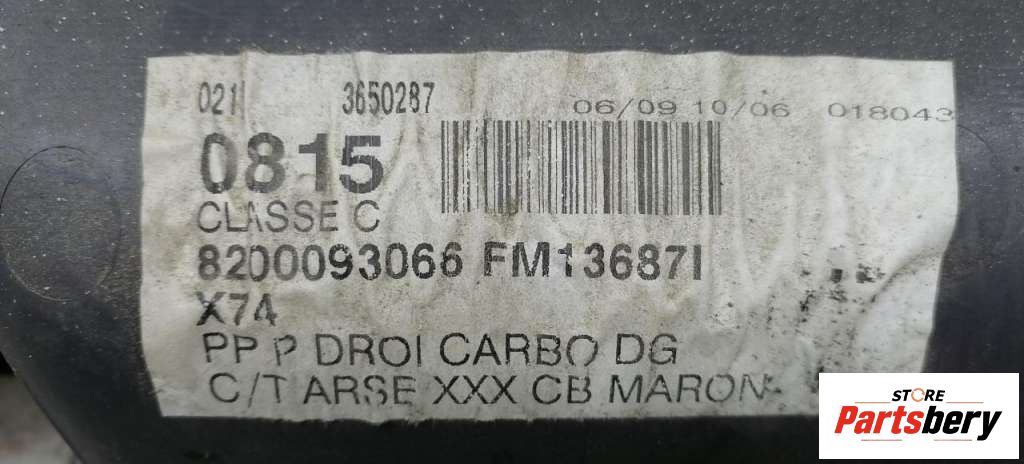 021 3650287 06/09 10/06 018043
0815
CLASSE C
8200093066 FM13687I
X74
PP P DROI CARBO DG
C/T ARSE XXX CB MARON
STORE
Partsbery